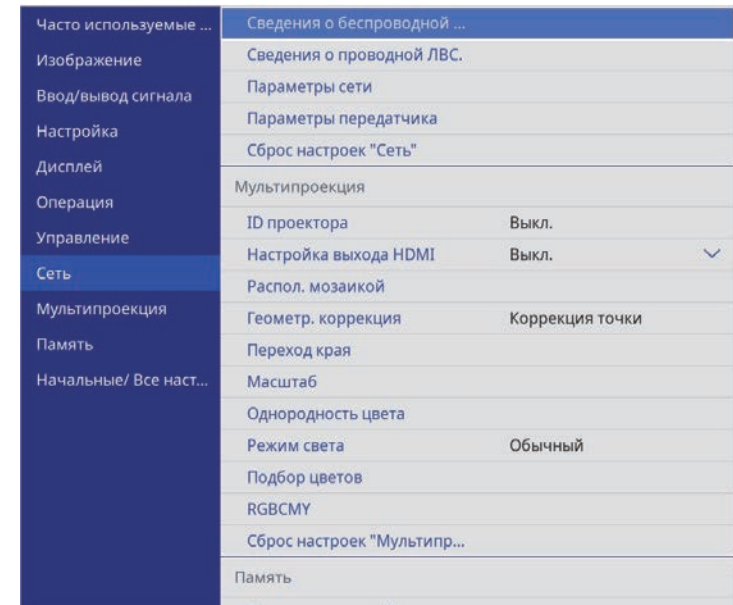 Часто используемые ...
Изображение
Ввод/вывод сигнала
Настройка
Дисплей
Операция
Управление
Сеть
Мультипроекция
Память
Начальные/ Все наст...
Сведения о беспроводной ...
Сведения о проводной ЛВС.
Параметры сети
Параметры передатчика
Сброс настроек "Сеть"
Мультипроекция
ID проектора Выкл.
Настройка выхода HDMI Выкл.
Распол. мозаикой
Геометр. коррекция Коррекция точки
Переход края
Масштаб
Однородность цвета
Режим света Обычный
Подбор цветов
RGBCMY
Сброс настроек "Мультипр...
Память